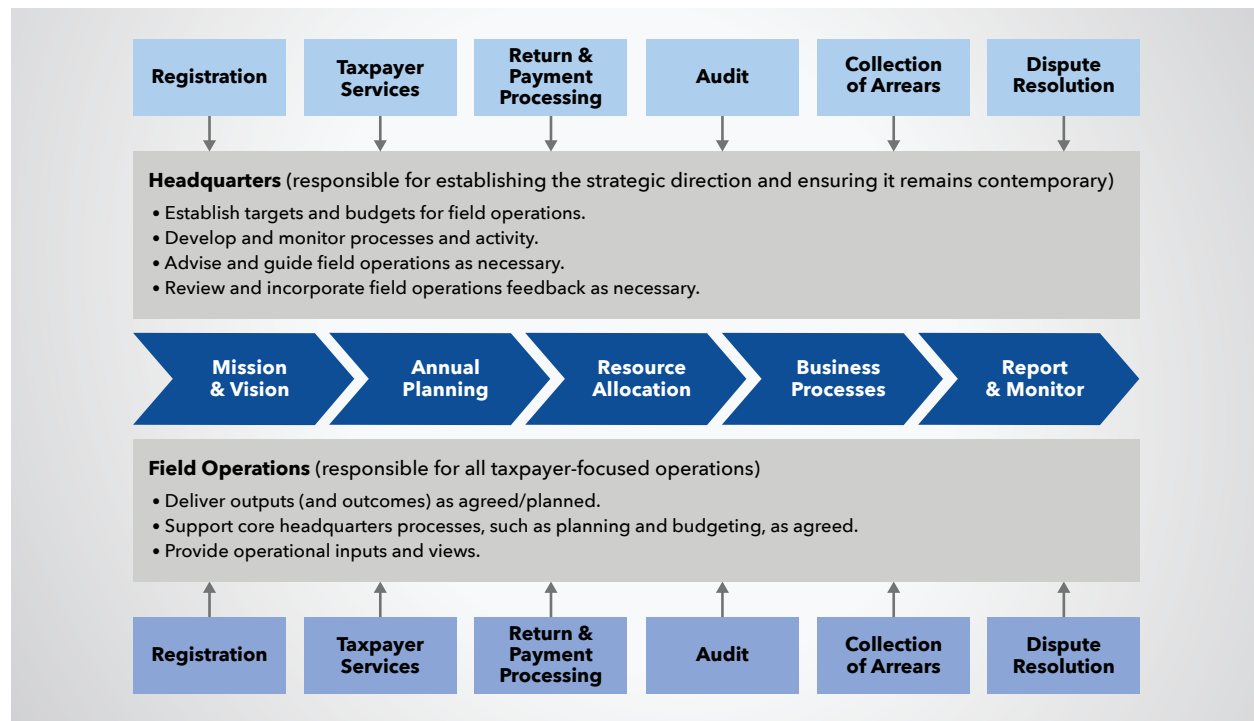 Registration
Taxpayer
Services
Return &
Payment
Processing
Audit
Collection
of Arrears
Dispute
Resolution
Headquarters (responsible for establishing the strategic direction and ensuring it remains contemporary)
• Establish targets and budgets for field operations.
• Develop and monitor processes and activity.
• Advise and guide field operations as necessary.
• Review and incorporate field operations feedback as necessary.
Mission
& Vision
Annual
Planning
Resource
Allocation
Business
Processes
Report
& Monitor
Field Operations (responsible for all taxpayer-focused operations)
• Deliver outputs (and outcomes) as agreed/planned.
• Support core headquarters processes, such as planning and budgeting, as agreed.
• Provide operational inputs and views.
Registration
Taxpayer
Services
Return &
Payment
Processing
Audit
Collection
of Arrears
Dispute
Resolution